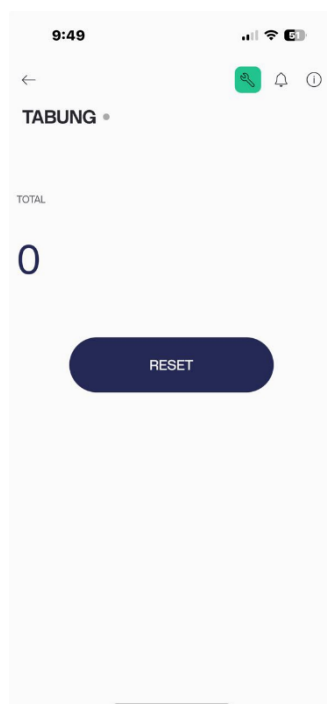 9:49
51
TABUNG
TOTAL
0
RESET